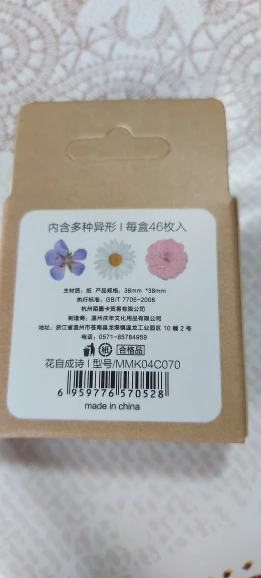 内含多种异形 | 每盒46枚入
主材质：纸 产品规格：38mm *38mm
执行标准：GB/T 7705-2008
杭州陌墨卡贸易有限公司
制造商：温州庆年文化用品有限公司
地址：浙江省温州市苍南县龙港镇温龙工业园区 10 幢 2 号
电话：0571-85784959
纸 合格品
花自成诗 | 型号/MMK04C070
6 959776 570528
made in china